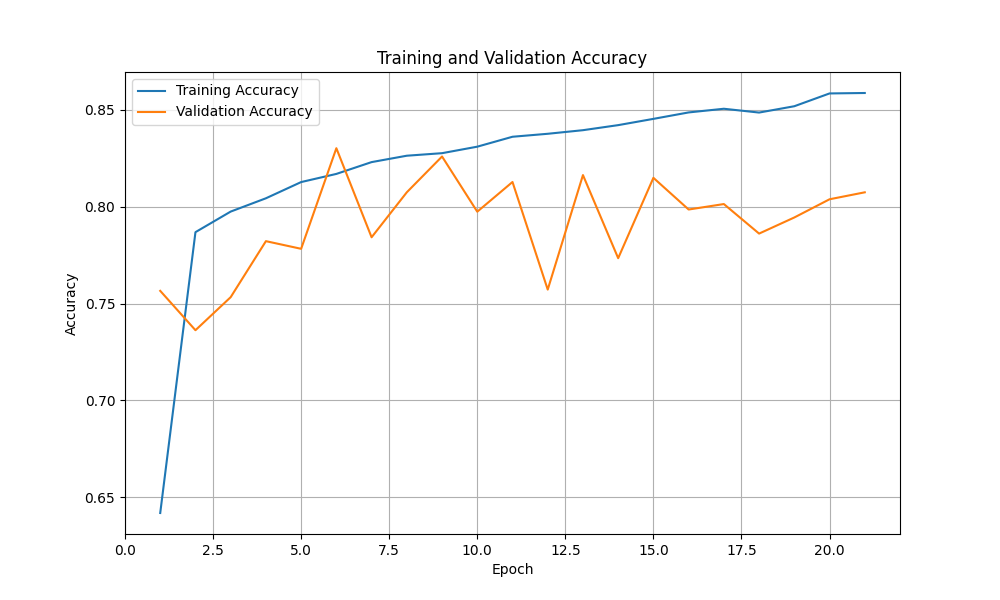 Training and Validation Accuracy
Training Accuracy
Validation Accuracy
Accuracy
0.85
0.80
0.75
0.70
0.65
0.0 2.5 5.0 7.5 10.0 12.5 15.0 17.5 20.0
Epoch